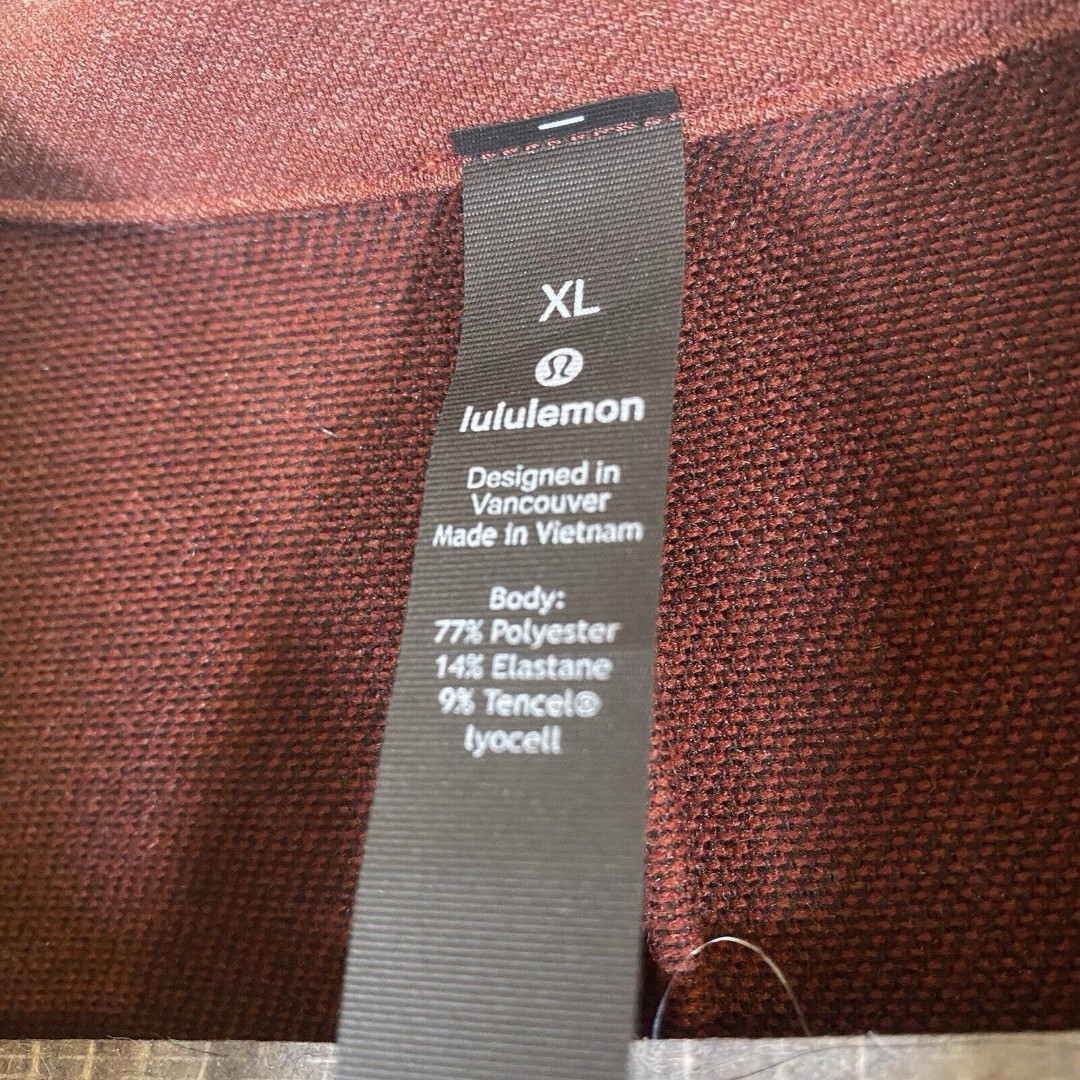 XL
lululemon
Designed in
Vancouver
Made in Vietnam
Body:
77% Polyester
14% Elastane
9% Tencel®
lyocell